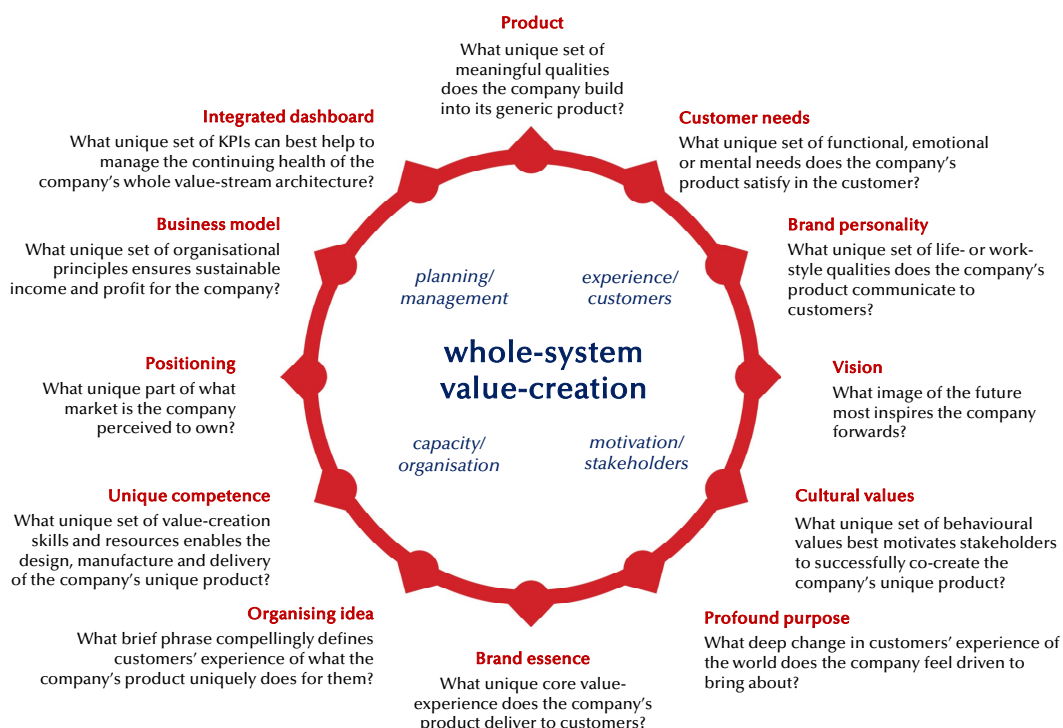 Product
What unique set of
meaningful qualities
does the company build
into its generic product?
Customer needs
What unique set of functional, emotional
or mental needs does the company's
product satisfy in the customer?
Brand personality
What unique set of life- or work-
style qualities does the company's
product communicate to
customers?
Vision
What image of the future
most inspires the company
forwards?
Cultural values
What unique set of behavioural
values best motivates stakeholders
to successfully co-create the
company's unique product?
Profound purpose
What deep change in customers' experience of
the world does the company feel driven to
bring about?
Brand essence
What unique core value-
experience does the company's
product deliver to customers?
Organising idea
What brief phrase compellingly defines
customers' experience of what the
company's product uniquely does for them?
Unique competence
What unique set of value-creation
skills and resources enables the
design, manufacture and delivery
of the company's unique product?
Positioning
What unique part of what
market is the company
perceived to own?
Business model
What unique set of organisational
principles ensures sustainable
income and profit for the company?
Integrated dashboard
What unique set of KPIs can best help to
manage the continuing health of the
company's whole value-stream architecture?
planning/
management
experience/
customers
whole-system
value-creation
capacity/
organisation
motivation/
stakeholders